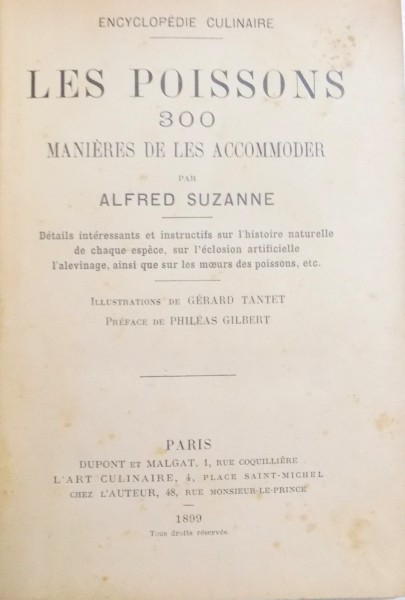 ENCYCLOPÉDIE CULINAIRE
LES POISSONS
300
MANIÈRES DE LES ACCOMMODER
PAR
ALFRED SUZANNE
Détails intéressants et instructifs sur l'histoire naturelle
de chaque espèce, sur l'éclosion artificielle
l'alevinage, ainsi que sur les mœurs des poissons, etc.
ILLUSTRATIONS DE GÉRARD TANTET
PRÉFACE DE PHILÉAS GILBERT
PARIS
DUPONT ET MALGAT, 1, RUE COQUILLIÈRE
L'ART CULINAIRE, 4, PLACE SAINT-MICHEL
CHEZ L'AUTEUR, 48, RUE MONSIEUR-LE-PRINCE
1899
Tous droits réservés.